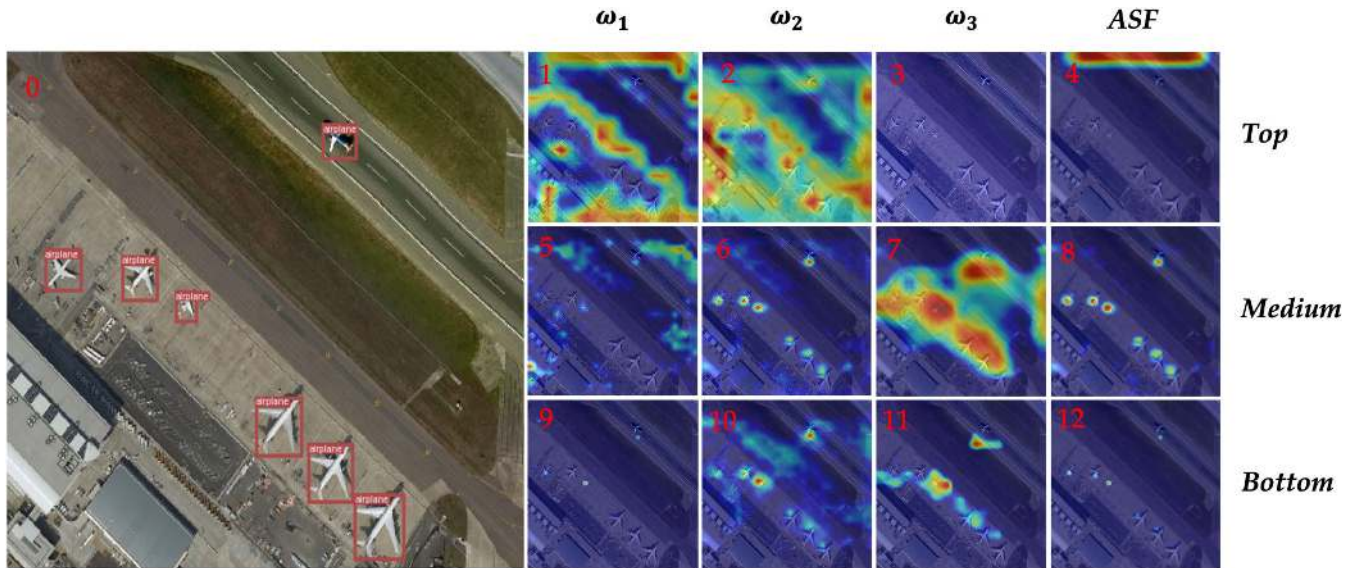 ω₁ ω₂ ω₃ ASF
0 1 2 3 4 Top
airplane
5 6 7 8 Medium
airplane
airplane
airplane
9 10 11 12 Bottom
airplane
airplane
airplane